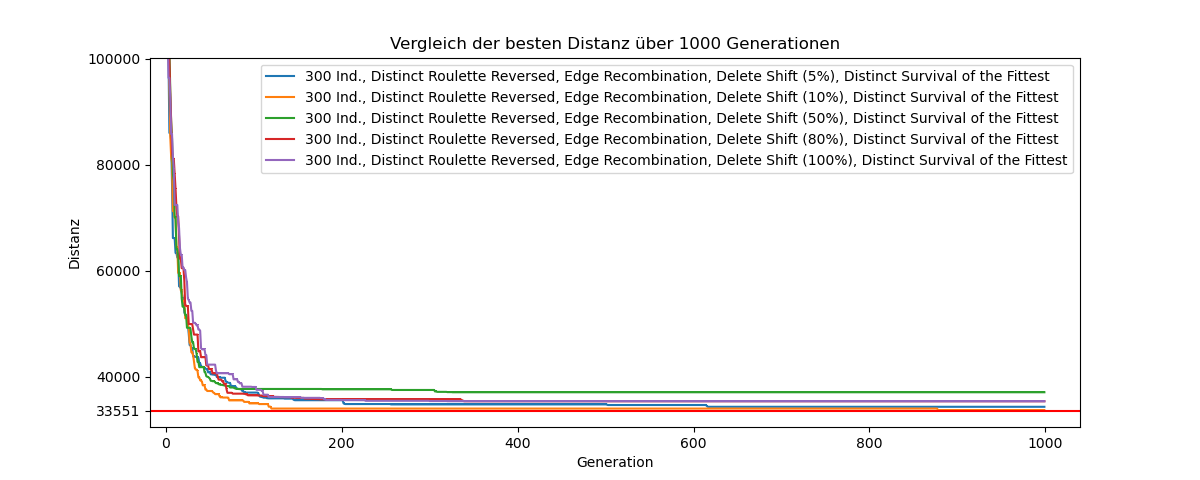 Vergleich der besten Distanz über 1000 Generationen
300 Ind., Distinct Roulette Reversed, Edge Recombination, Delete Shift (5%), Distinct Survival of the Fittest
300 Ind., Distinct Roulette Reversed, Edge Recombination, Delete Shift (10%), Distinct Survival of the Fittest
300 Ind., Distinct Roulette Reversed, Edge Recombination, Delete Shift (50%), Distinct Survival of the Fittest
300 Ind., Distinct Roulette Reversed, Edge Recombination, Delete Shift (80%), Distinct Survival of the Fittest
300 Ind., Distinct Roulette Reversed, Edge Recombination, Delete Shift (100%), Distinct Survival of the Fittest
Distanz
100000
80000
60000
40000
33551
0 200 400 600 800 1000
Generation